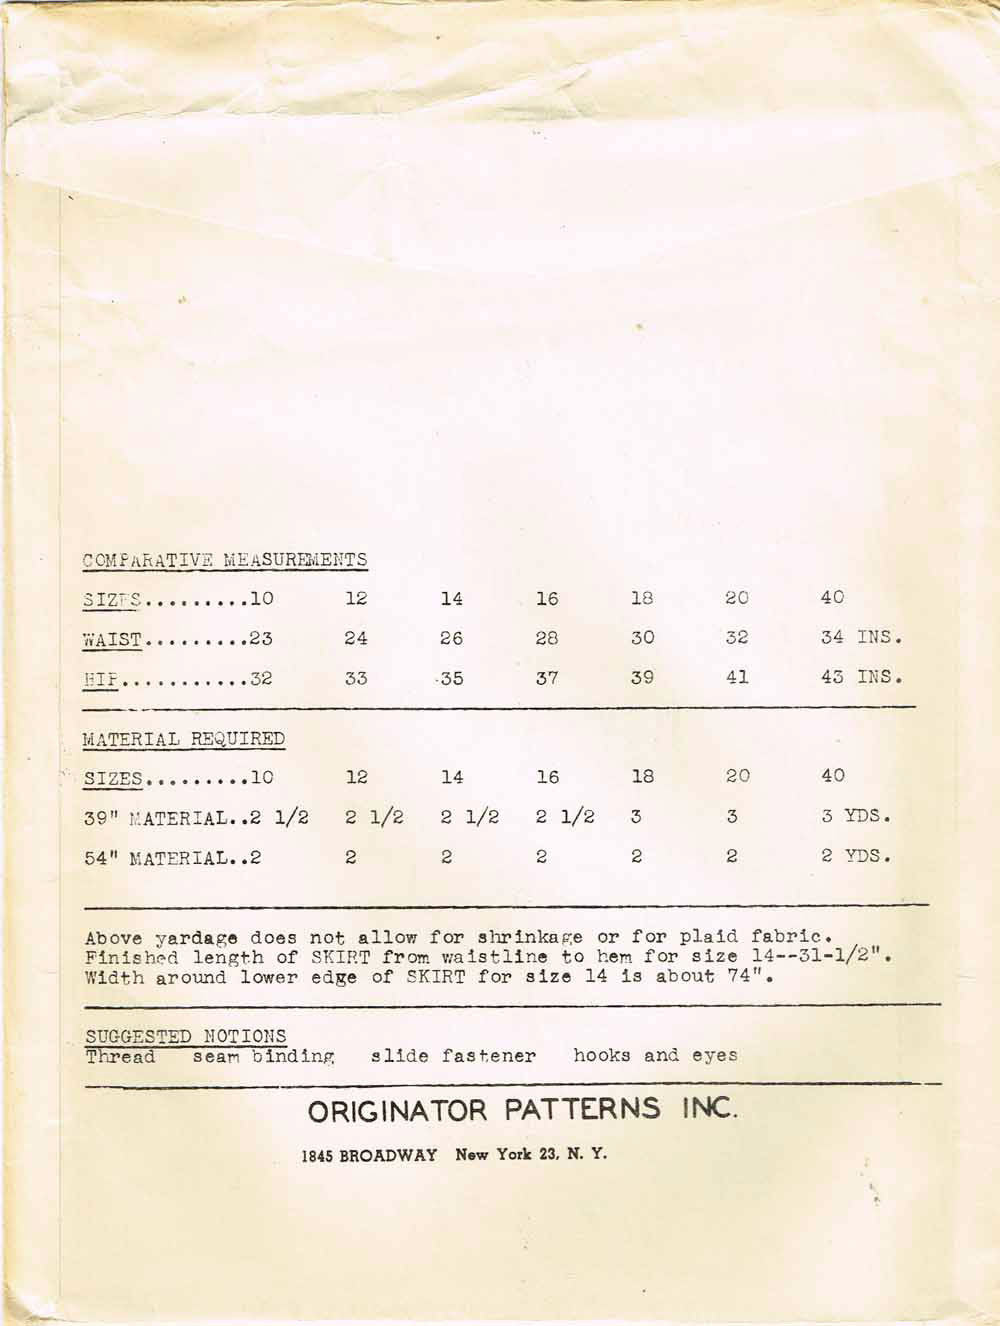 COMPARATIVE MEASUREMENTS
SIZES.........10 12 14 16 18 20 40
WAIST.........23 24 26 28 30 32 34 INS.
HIP...........32 33 35 37 39 41 43 INS.
MATERIAL REQUIRED
SIZES.........10 12 14 16 18 20 40
39" MATERIAL..2 1/2 2 1/2 2 1/2 2 1/2 3 3 3 YDS.
54" MATERIAL..2 2 2 2 2 2 2 YDS.
Above yardage does not allow for shrinkage or for plaid fabric.
Finished length of SKIRT from waistline to hem for size 14--31-1/2".
Width around lower edge of SKIRT for size 14 is about 74".
SUGGESTED NOTIONS
Thread seam binding slide fastener hooks and eyes
ORIGINATOR PATTERNS INC.
1845 BROADWAY New York 23, N. Y.